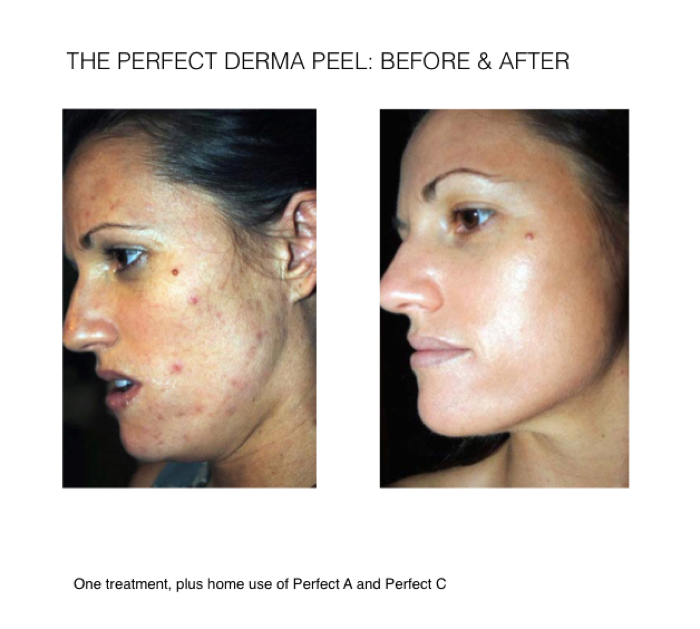 THE PERFECT DERMA PEEL: BEFORE & AFTER
One treatment, plus home use of Perfect A and Perfect C